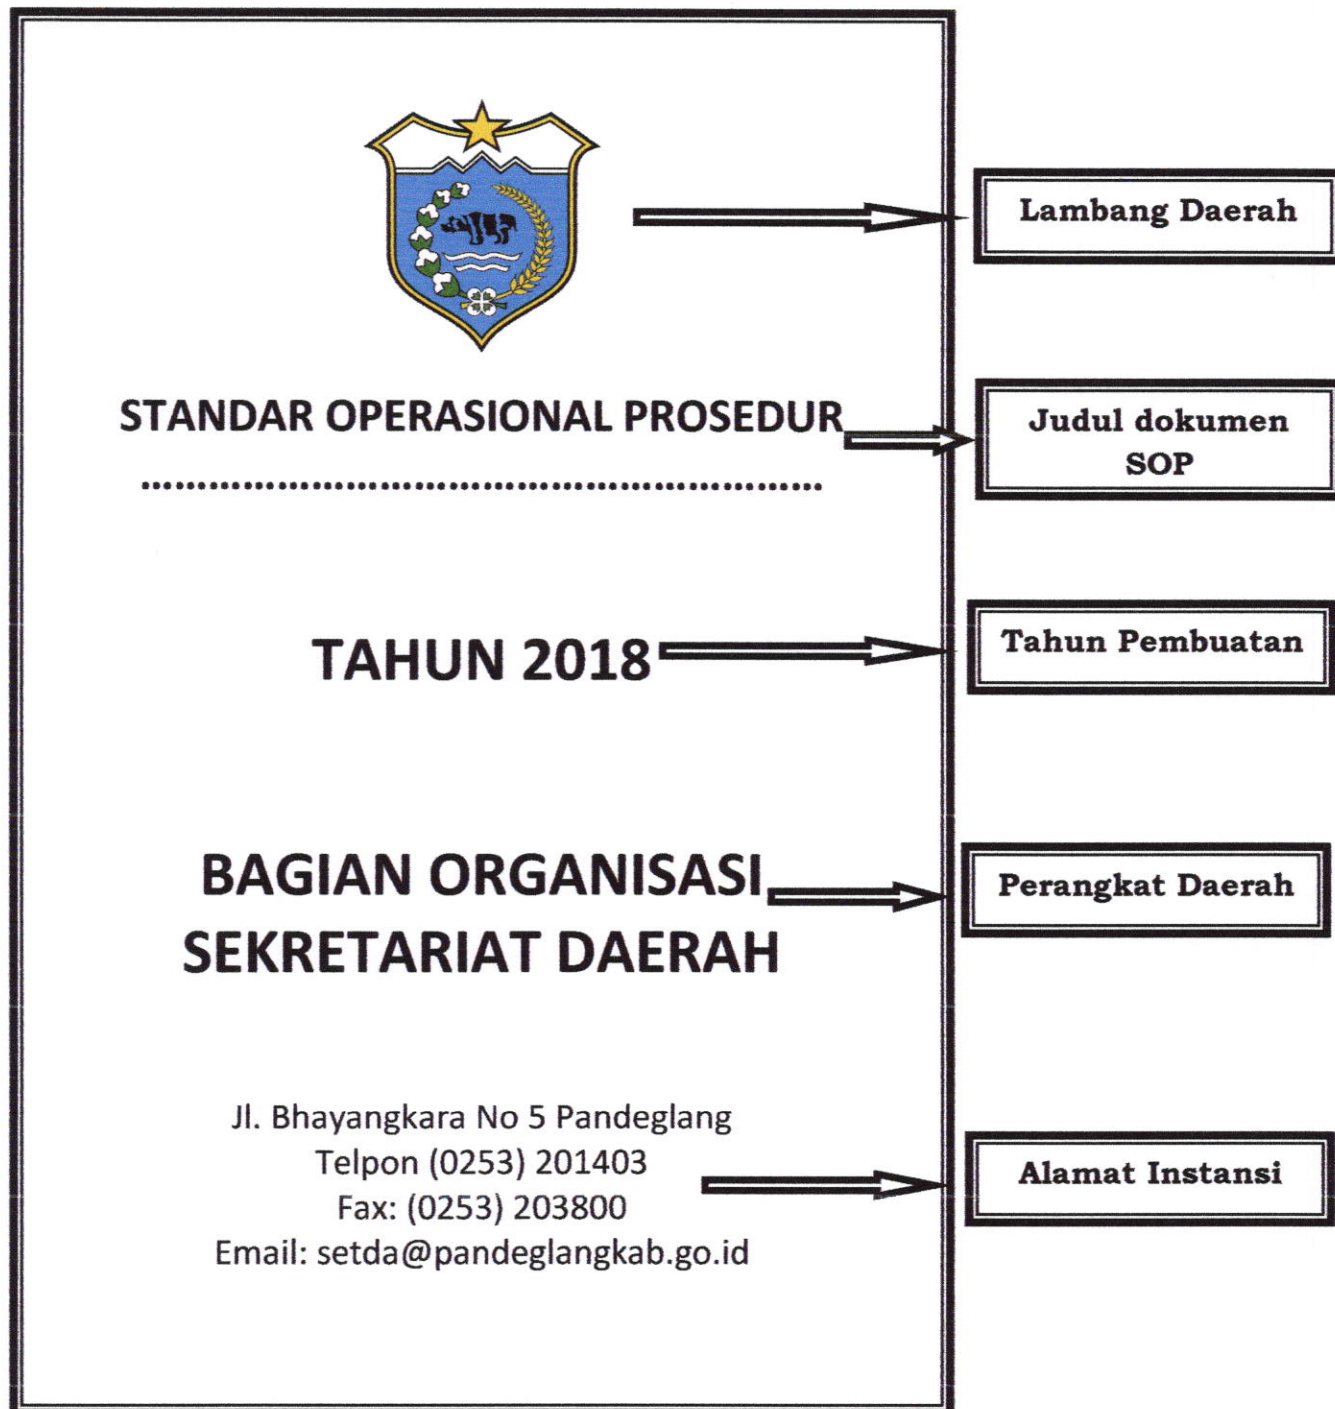 Lambang Daerah
STANDAR OPERASIONAL PROSEDUR
............................................................
Judul dokumen
SOP
TAHUN 2018
Tahun Pembuatan
BAGIAN ORGANISASI
SEKRETARIAT DAERAH
Perangkat Daerah
Jl. Bhayangkara No 5 Pandeglang
Telpon (0253) 201403
Fax: (0253) 203800
Email: setda@pandeglangkab.go.id
Alamat Instansi